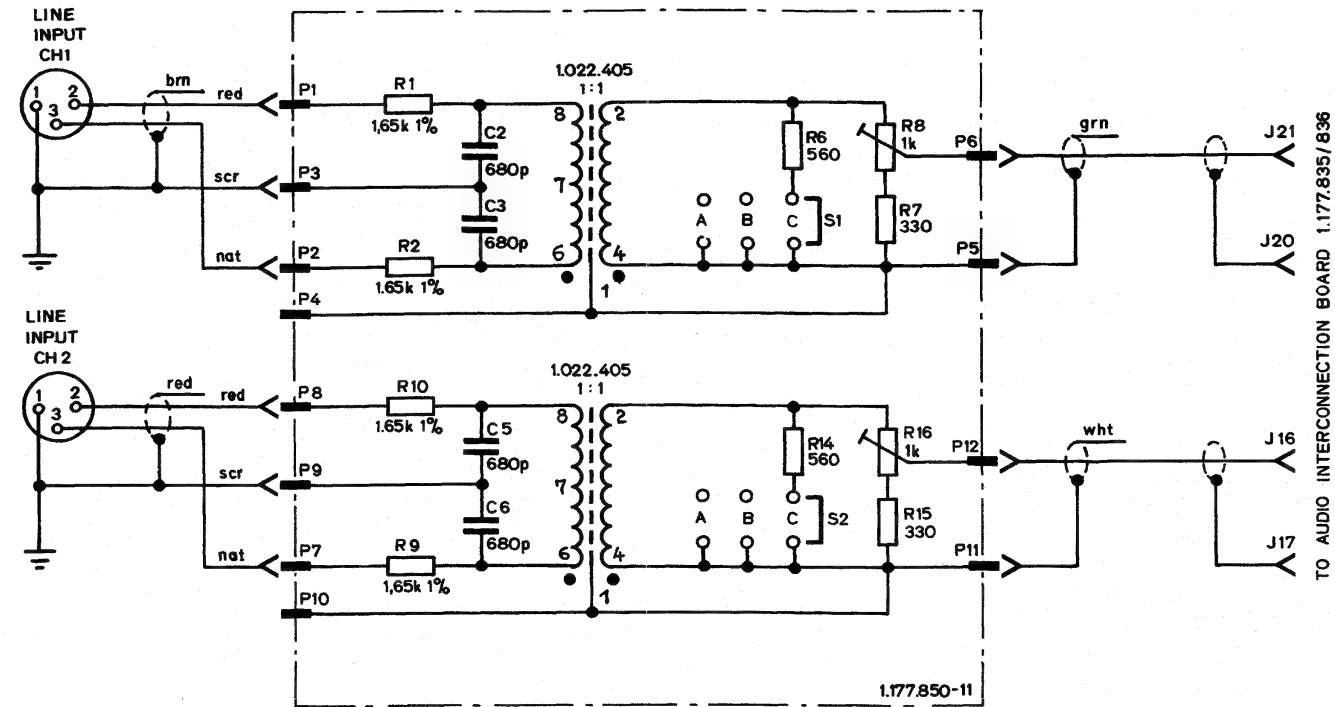 LINE
INPUT
CH1
1
2
3
brn
red
scr
nat
P1
P3
P2
P4
R1
1,65k 1%
C2
680p
C3
680p
R2
1.65k 1%
1.022.405
1:1
8
7
6
2
4
1
R6
560
R8
1k
R7
330
A
B
C
S1
P6
P5
grn
J21
J20
LINE
INPUT
CH 2
1
2
3
red
red
scr
nat
P8
P9
P7
P10
R10
1.65k 1%
C5
680p
C6
680p
R9
1,65k 1%
1.022.405
1:1
8
7
6
2
4
1
R14
560
R16
1k
R15
330
A
B
C
S2
P12
P11
wht
J16
J17
TO AUDIO INTERCONNECTION BOARD 1.177.835/836
1.177.850-11